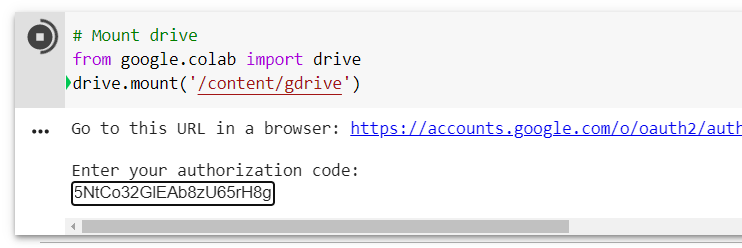 # Mount drive
from google.colab import drive
drive.mount('/content/gdrive')
Go to this URL in a browser: https://accounts.google.com/o/oauth2/auth
Enter your authorization code:
5NtCo32GlEAb8zU65rH8g